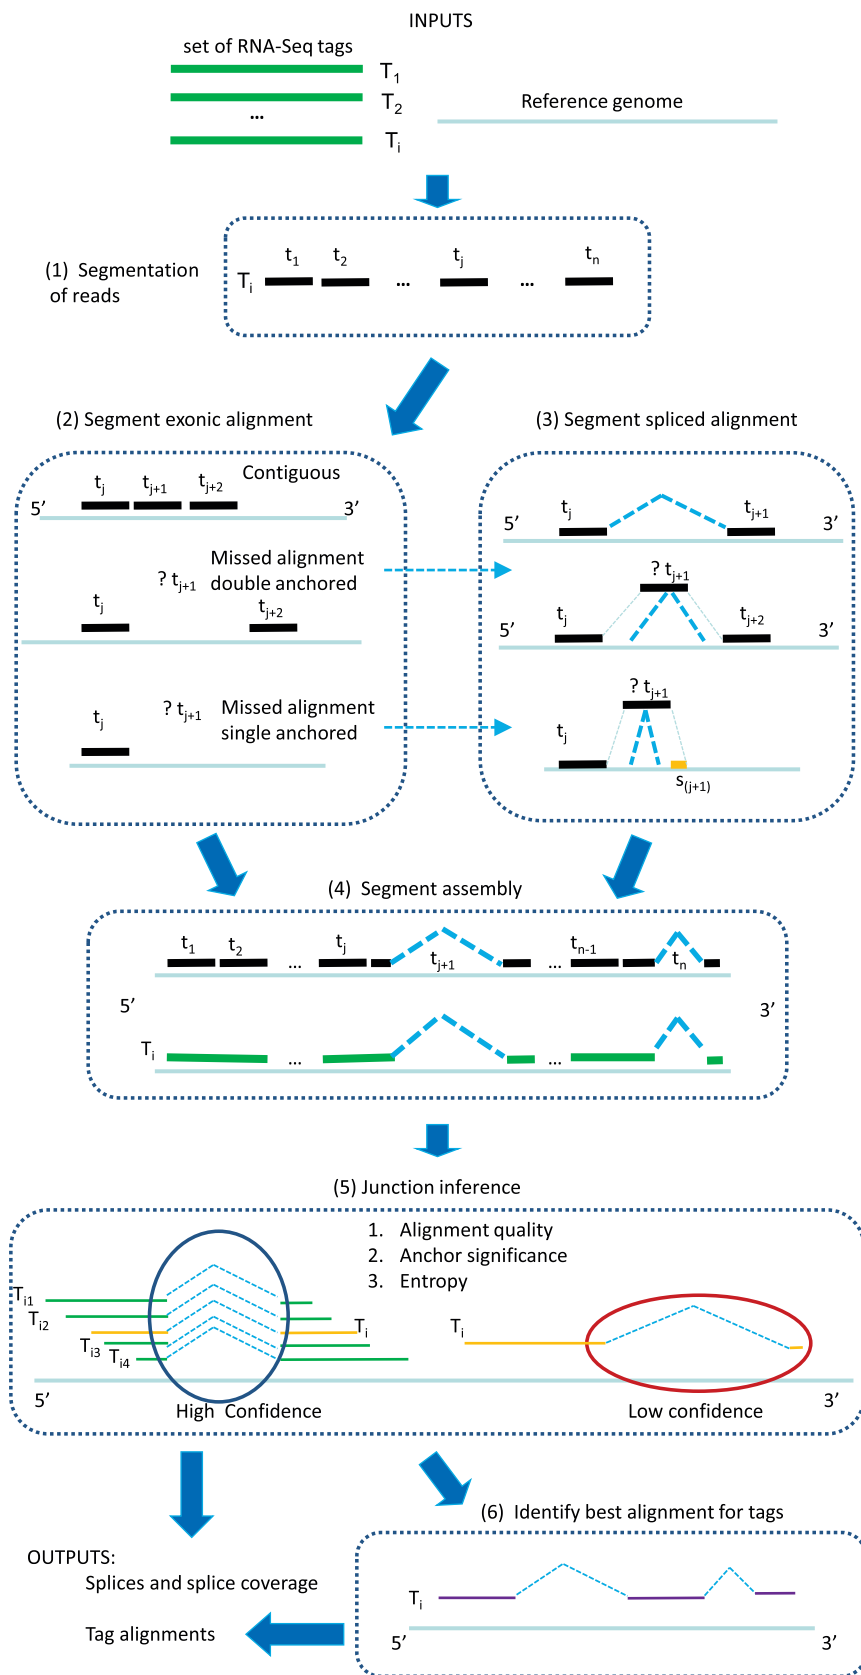 INPUTS
set of RNA-Seq tags
T1
T2
...
Ti
Reference genome
(1) Segmentation
of reads
Ti
t1 t2 ... tj ... tn
(2) Segment exonic alignment
Contiguous
tj tj+1 tj+2
5’ 3’
Missed alignment
double anchored
? tj+1
tj tj+2
Missed alignment
single anchored
? tj+1
tj
(3) Segment spliced alignment
tj tj+1
5’ 3’
? tj+1
tj tj+2
5’ 3’
? tj+1
tj
s(j+1)
(4) Segment assembly
t1 t2 ... tj tj+1 ... tn-1 tn
5’ 3’
Ti ... ...
(5) Junction inference
1. Alignment quality
2. Anchor significance
3. Entropy
Ti1
Ti2
Ti3
Ti4
Ti
Ti
5’ 3’
High Confidence
Low confidence
(6) Identify best alignment for tags
Ti
5’ 3’
OUTPUTS:
Splices and splice coverage
Tag alignments